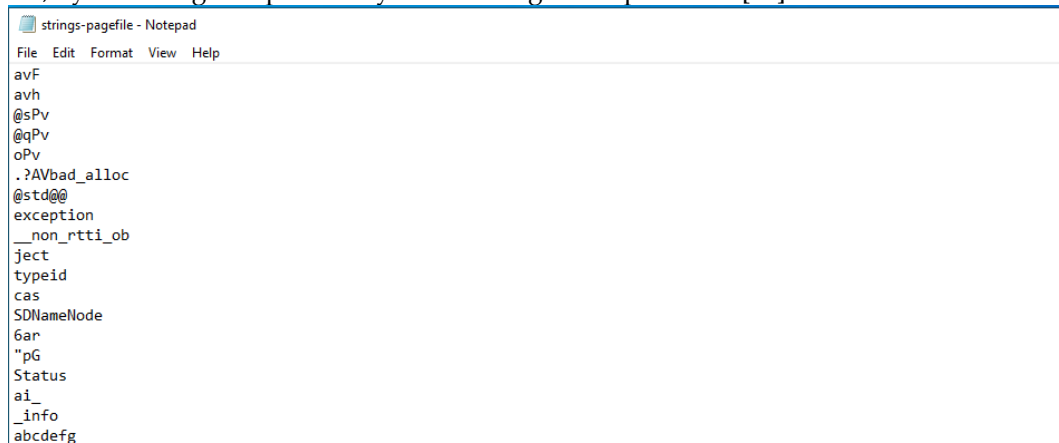 strings-pagefile - Notepad
File Edit Format View Help
avF
avh
@sPv
@qPv
oPv
.?AVbad_alloc
@std@@
exception
__non_rtti_ob
ject
typeid
cas
SDNameNode
6ar
"pG
Status
ai_
_info
abcdefg